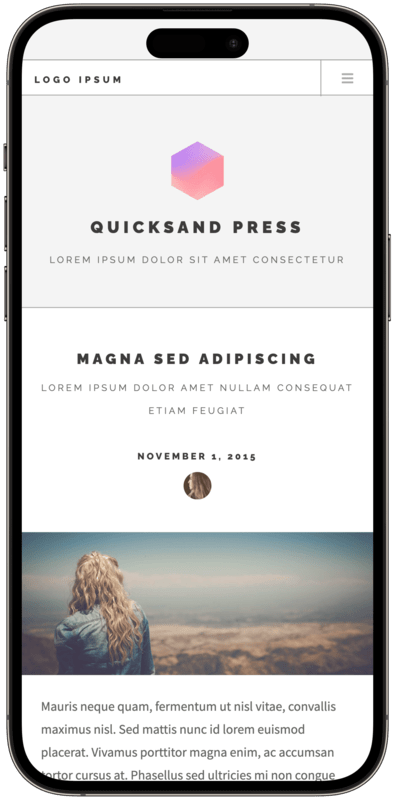 LOGO IPSUM
QUICKSAND PRESS
LOREM IPSUM DOLOR SIT AMET CONSECTETUR
MAGNA SED ADIPISCING
LOREM IPSUM DOLOR AMET NULLAM CONSEQUAT
ETIAM FEUGIAT
NOVEMBER 1, 2015
Mauris neque quam, fermentum ut nisl vitae, convallis
maximus nisl. Sed mattis nunc id lorem euismod
placerat. Vivamus porttitor magna enim, ac accumsan
tortor cursus at. Phasellus sed ultricies mi non congue